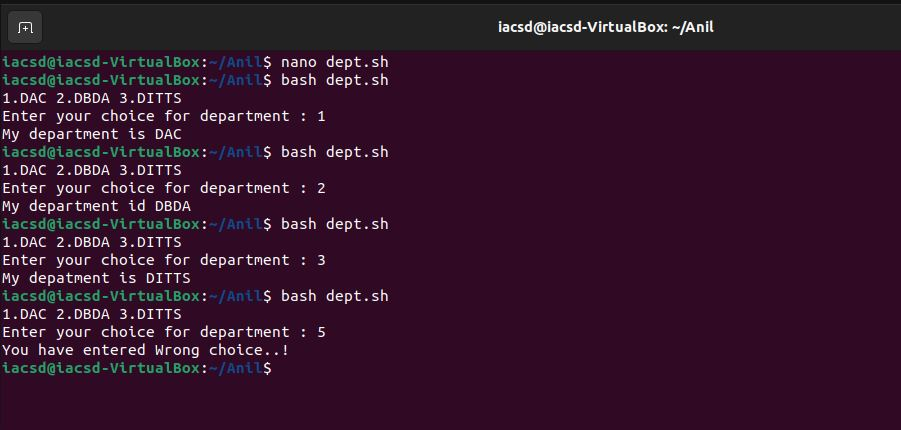 iacsd@iacsd-VirtualBox: ~/Anil
iacsd@iacsd-VirtualBox:~/Anil$ nano dept.sh
iacsd@iacsd-VirtualBox:~/Anil$ bash dept.sh
1.DAC 2.DBDA 3.DITTS
Enter your choice for department : 1
My department is DAC
iacsd@iacsd-VirtualBox:~/Anil$ bash dept.sh
1.DAC 2.DBDA 3.DITTS
Enter your choice for department : 2
My department id DBDA
iacsd@iacsd-VirtualBox:~/Anil$ bash dept.sh
1.DAC 2.DBDA 3.DITTS
Enter your choice for department : 3
My depatment is DITTS
iacsd@iacsd-VirtualBox:~/Anil$ bash dept.sh
1.DAC 2.DBDA 3.DITTS
Enter your choice for department : 5
You have entered Wrong choice..!
iacsd@iacsd-VirtualBox:~/Anil$